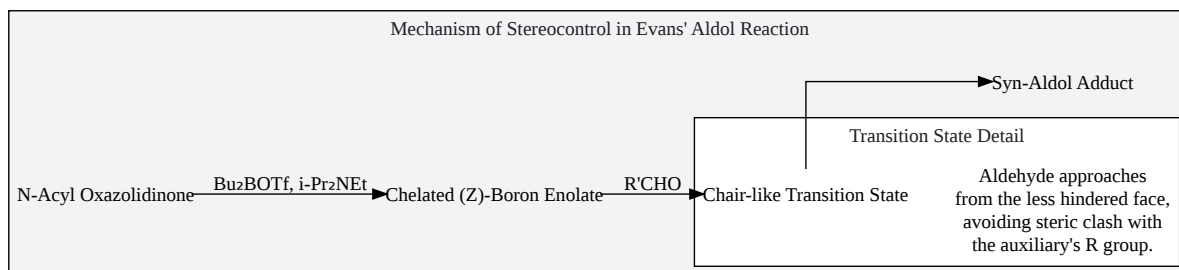 Mechanism of Stereocontrol in Evans' Aldol Reaction
Syn-Aldol Adduct
Transition State Detail
N-Acyl Oxazolidinone
Bu₂BOTf, i-Pr₂NEt
Chelated (Z)-Boron Enolate
R'CHO
Chair-like Transition State
Aldehyde approaches
from the less hindered face,
avoiding steric clash with
the auxiliary's R group.